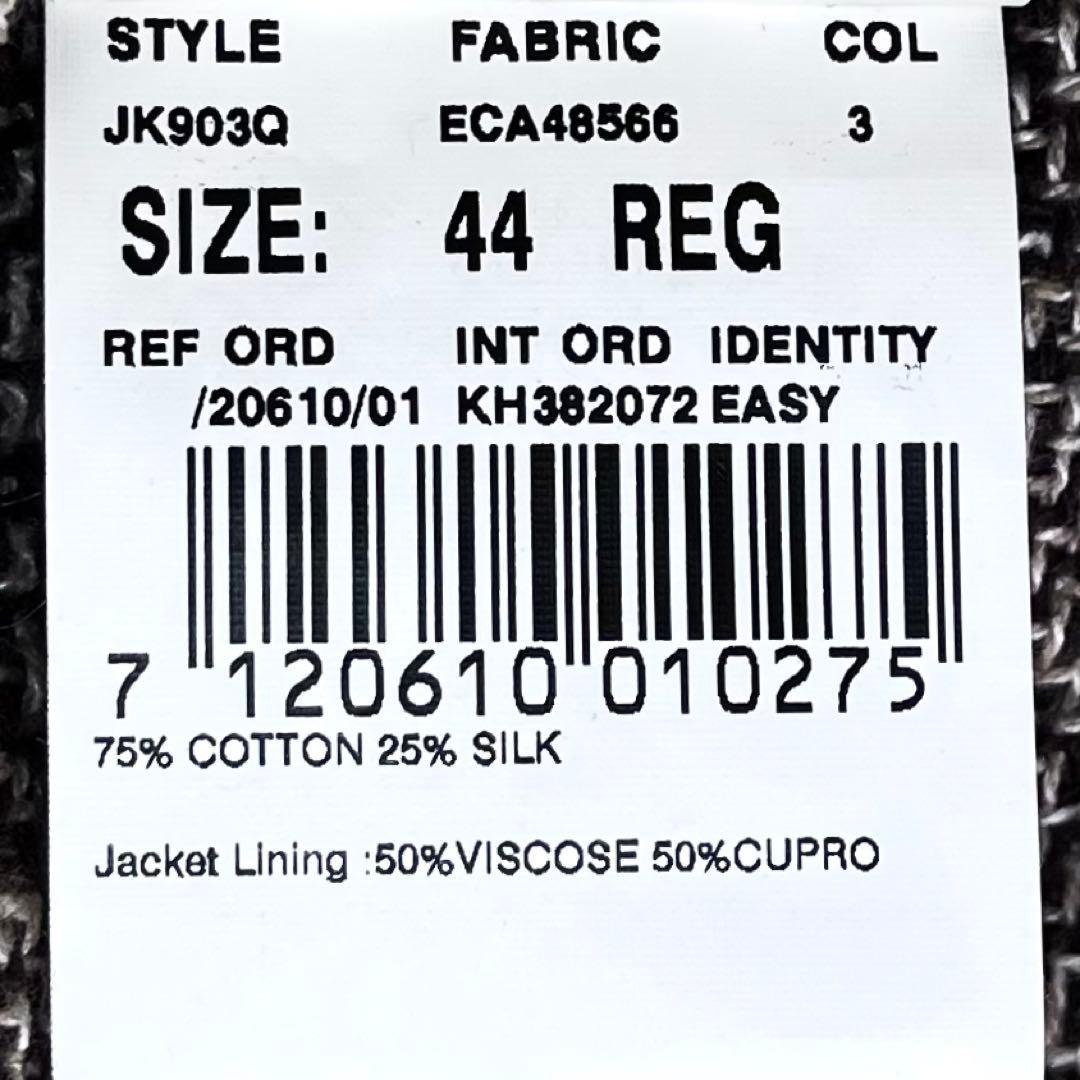 STYLE FABRIC COL
JK903Q ECA48566 3
SIZE: 44 REG
REF ORD INT ORD IDENTITY
/20610/01 KH382072 EASY
7 120610 010275
75% COTTON 25% SILK
Jacket Lining :50%VISCOSE 50%CUPRO